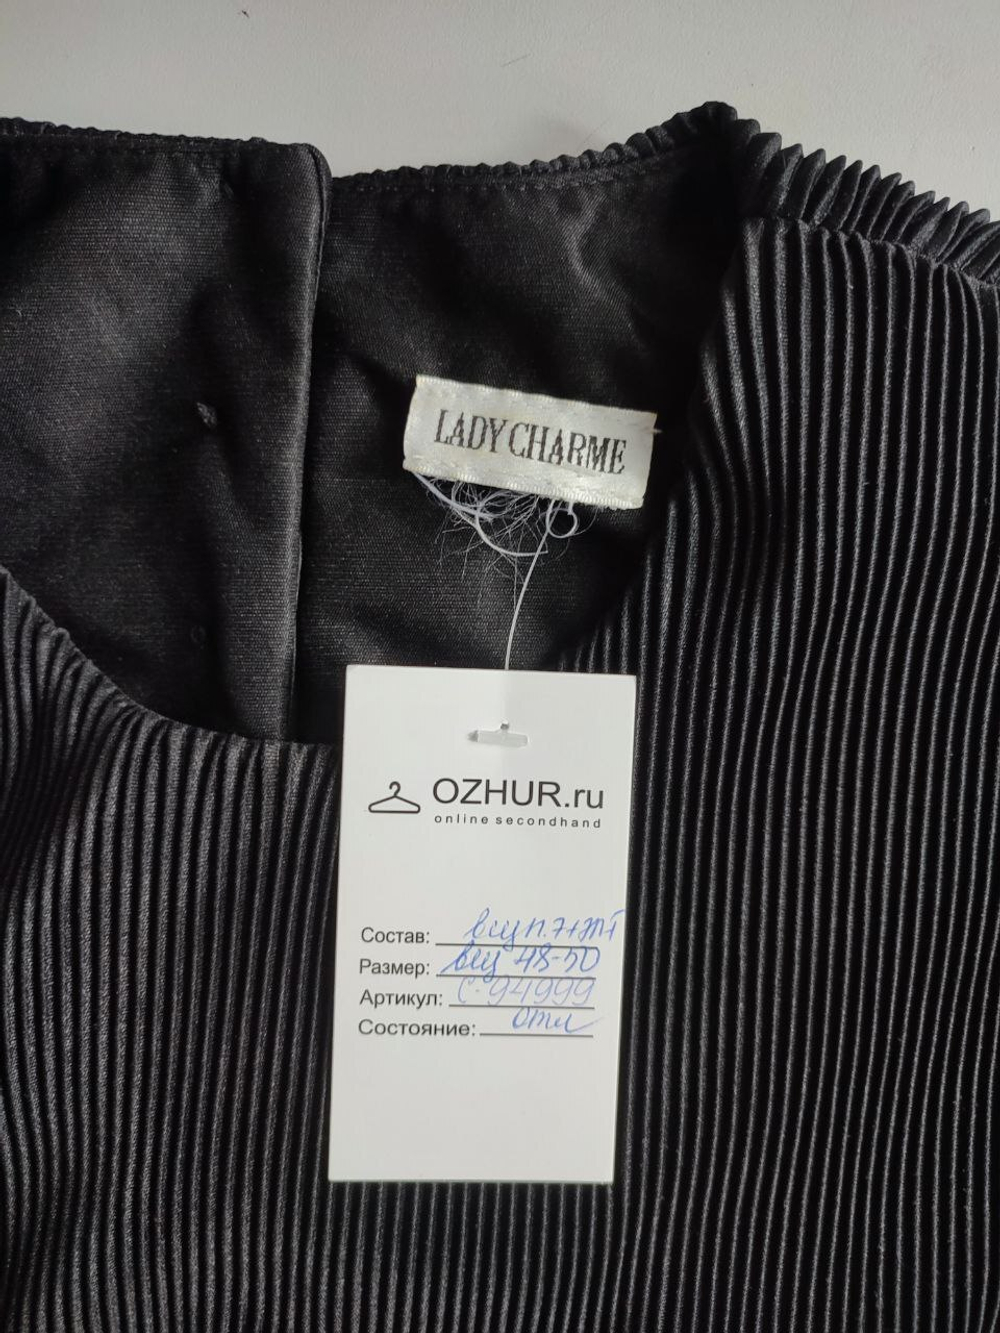 LADY CHARME
OZHUR.ru
online secondhand
Состав:
Размер: 48-50
Артикул: С-94999
Состояние: отл